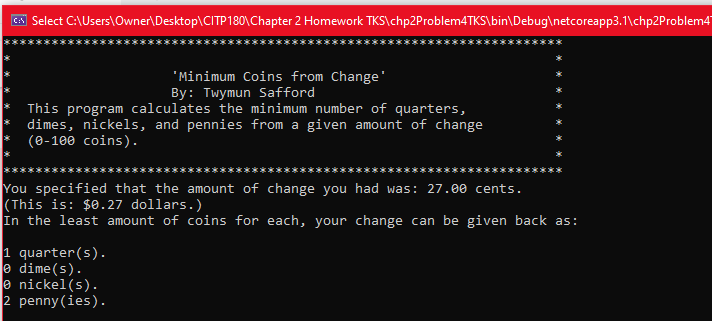 Select C:\Users\Owner\Desktop\CITP180\Chapter 2 Homework TKS\chp2Problem4TKS\bin\Debug\netcoreapp3.1\chp2Problem4T
**********************************************************************
* *
* 'Minimum Coins from Change' *
* By: Twymun Safford *
* This program calculates the minimum number of quarters, *
* dimes, nickels, and pennies from a given amount of change *
* (0-100 coins). *
* *
**********************************************************************
You specified that the amount of change you had was: 27.00 cents.
(This is: $0.27 dollars.)
In the least amount of coins for each, your change can be given back as:
1 quarter(s).
0 dime(s).
0 nickel(s).
2 penny(ies).